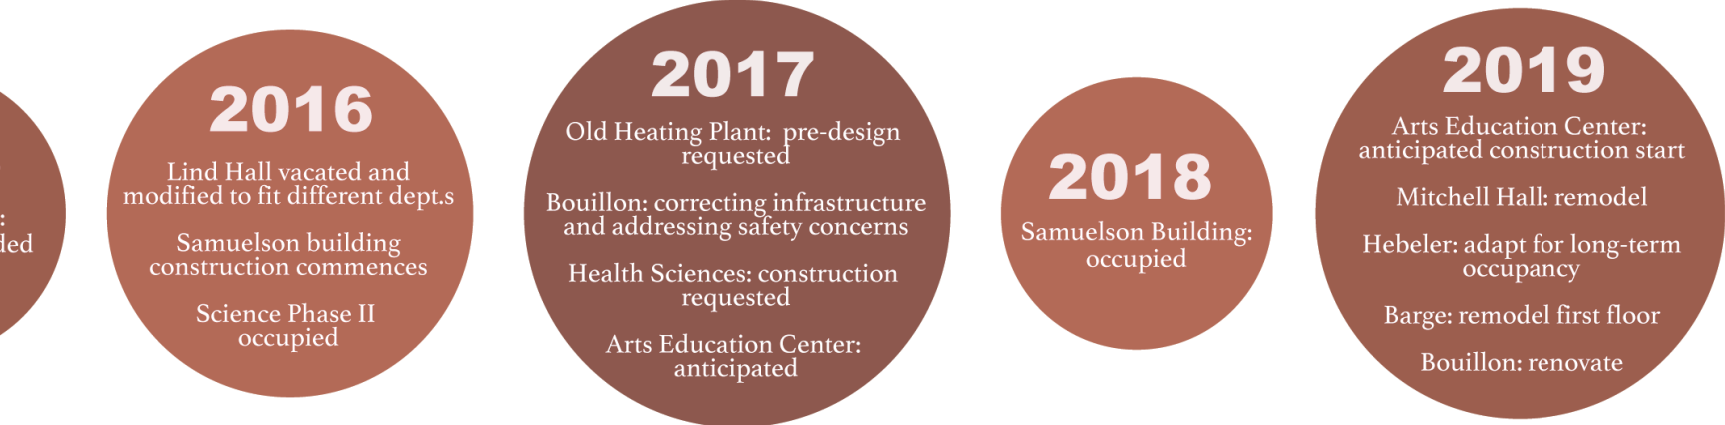 :
2016
Lind Hall vacated and
modified to fit different dept.s
Samuelson building
construction commences
Science Phase II
occupied
2017
Old Heating Plant:  pre-design
requested
Bouillon: correcting infrastructure
and addressing safety concerns
Health Sciences: construction
requested
Arts Education Center:
anticipated
2018
Samuelson Building:
occupied
2019
Arts Education Center:
anticipated construction start
Mitchell Hall: remodel
Hebeler: adapt for long-term
occupancy
Barge: remodel first floor
Bouillon: renovate